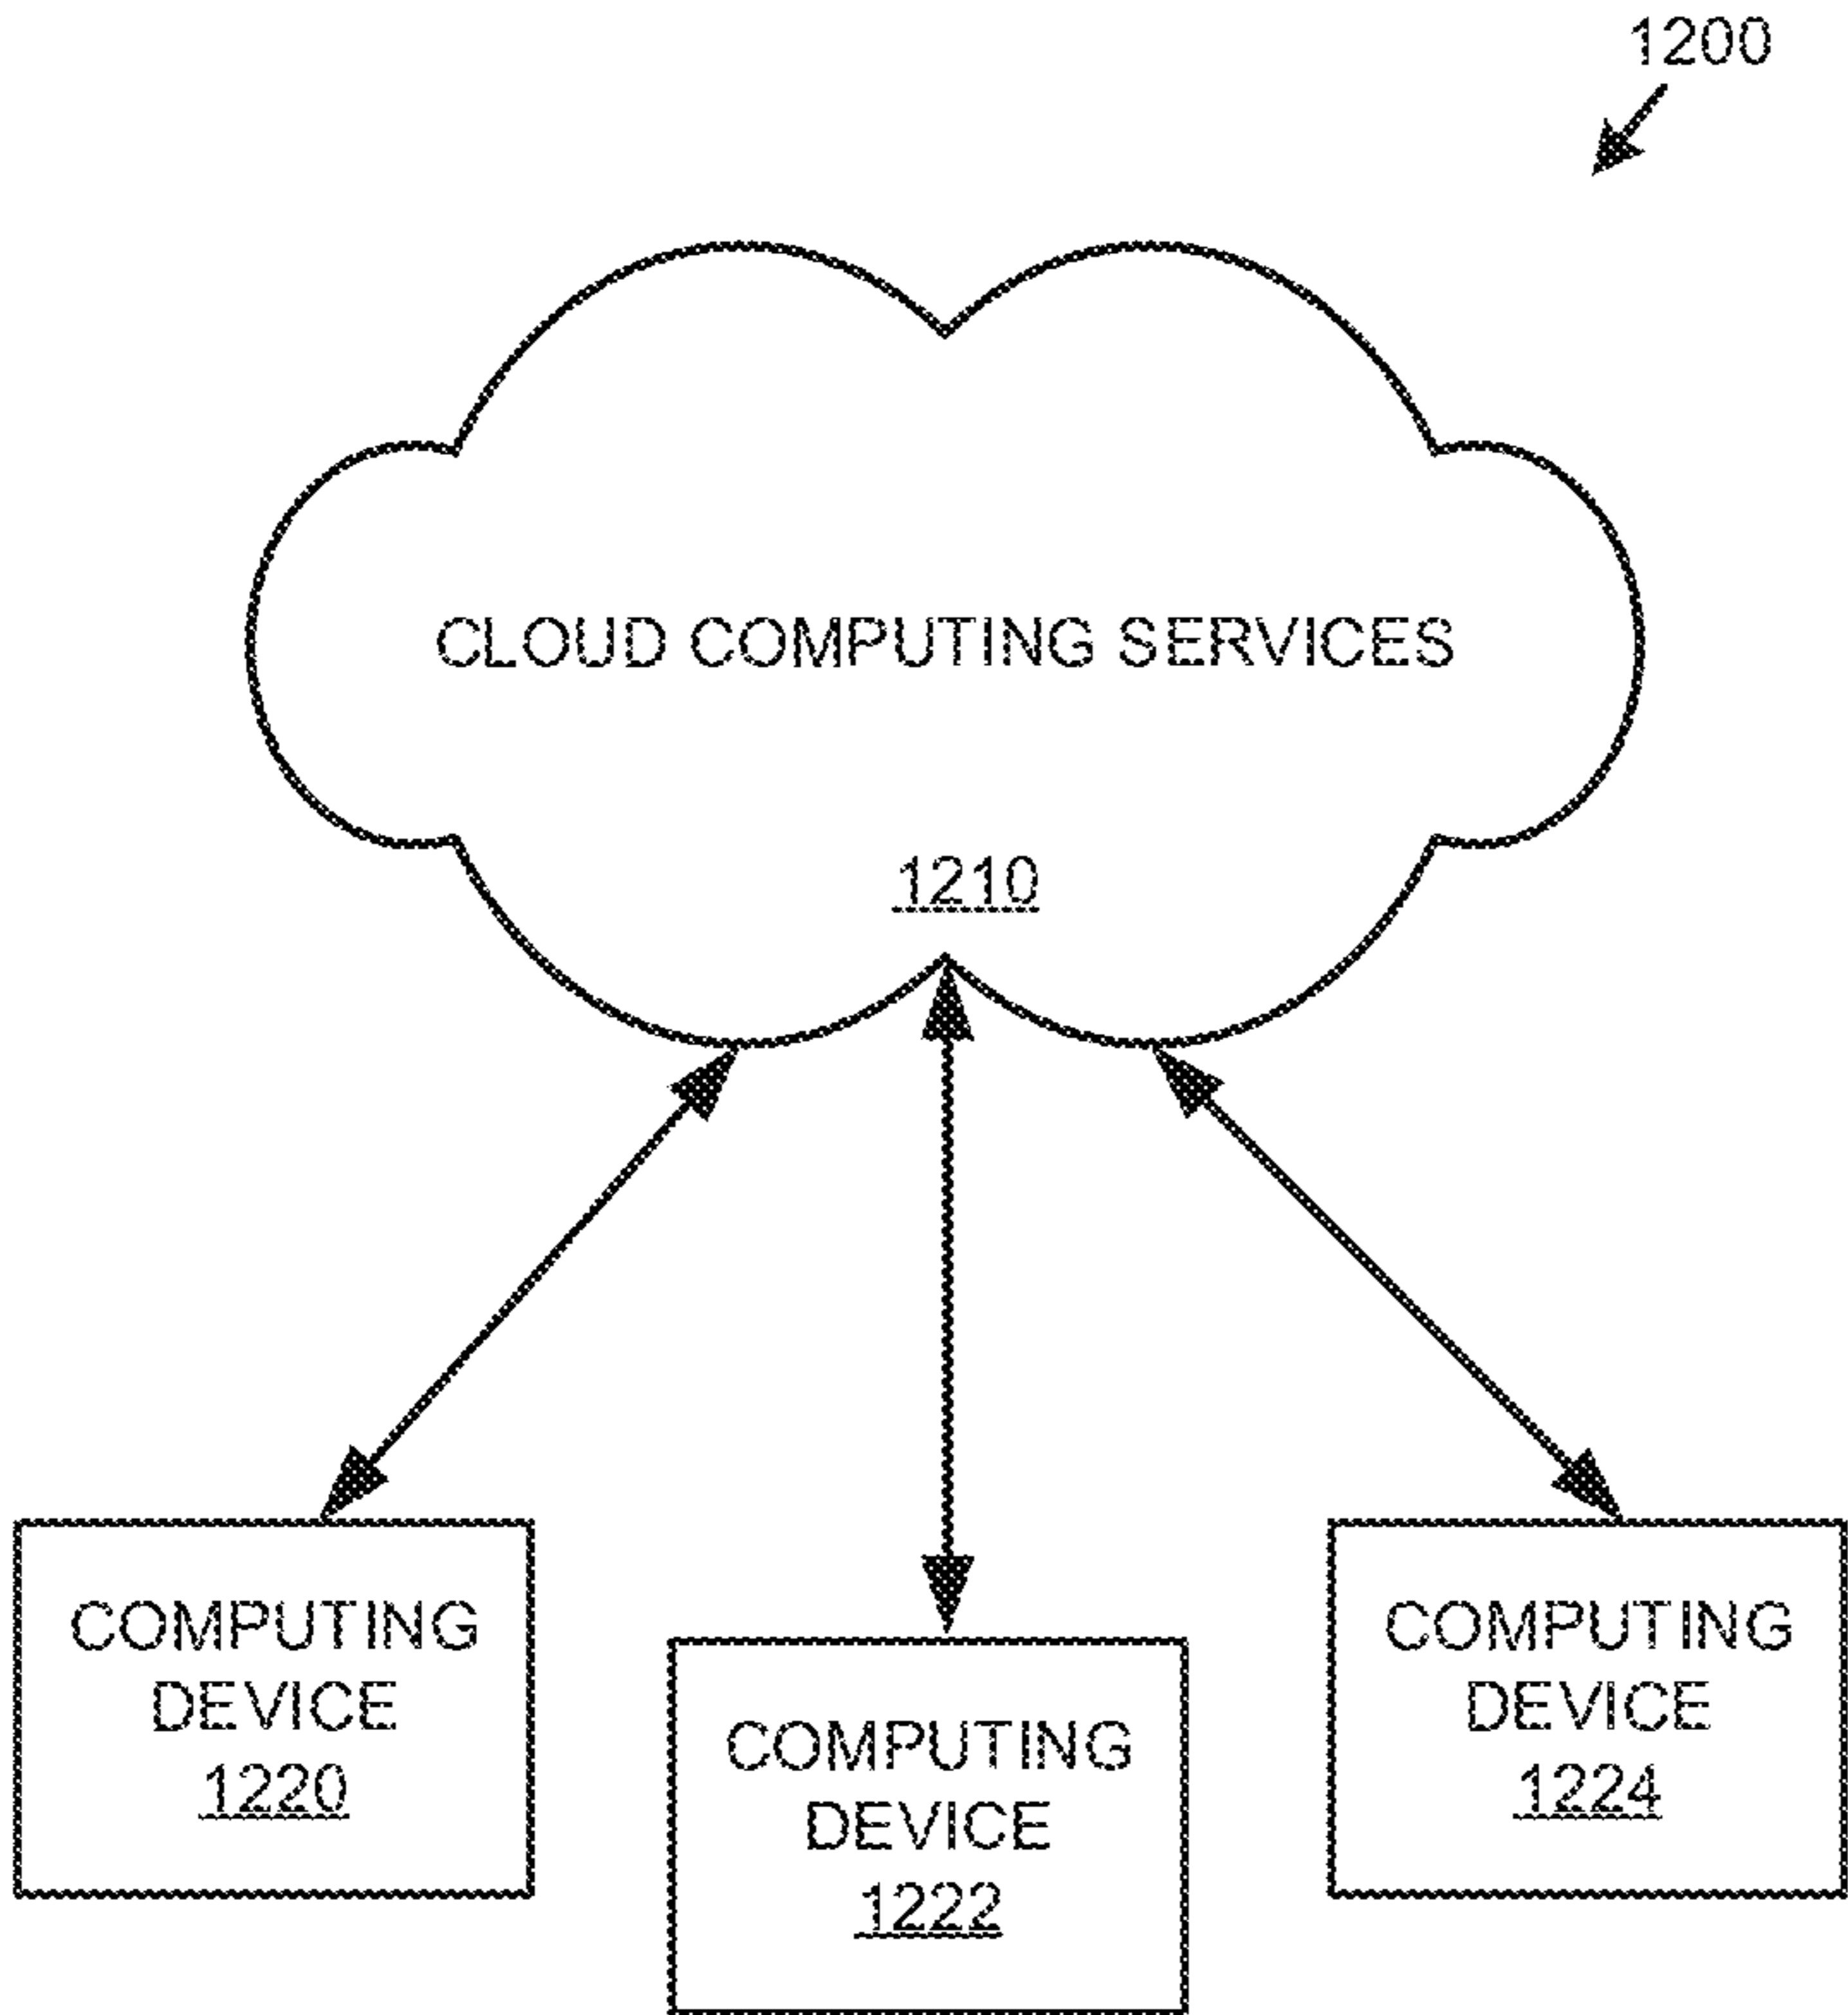 1200
CLOUD COMPUTING SERVICES
1210
COMPUTING
DEVICE
1220
COMPUTING
DEVICE
1222
COMPUTING
DEVICE
1224